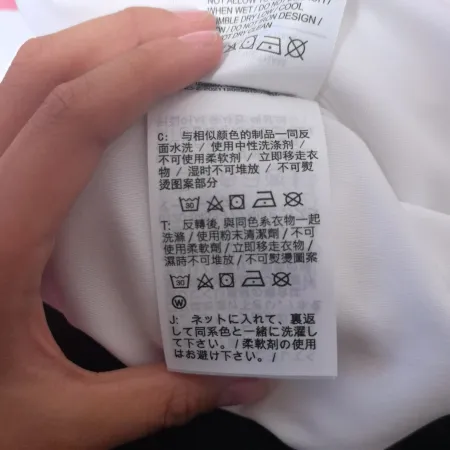 WHEN WET / DO NOT
TUMBLE DRY LOW / COOL
DO NOT IRON DESIGN /
C: 与相似颜色的制品一同反
面水洗 / 使用中性洗涤剂 /
不可使用柔软剂 / 立即移走衣
物 / 湿时不可堆放 / 不可熨
烫图案部分
30
T: 反轉後, 與同色系衣物一起
洗滌 / 使用粉末清潔劑 / 不可
使用柔軟劑 / 立即移走衣物 /
濕時不可堆放 / 不可熨燙圖案
30
W
J: ネットに入れて、裏返
して同系色と一緒に洗濯し
て下さい。/ 柔軟剤の使用
はお避け下さい。/